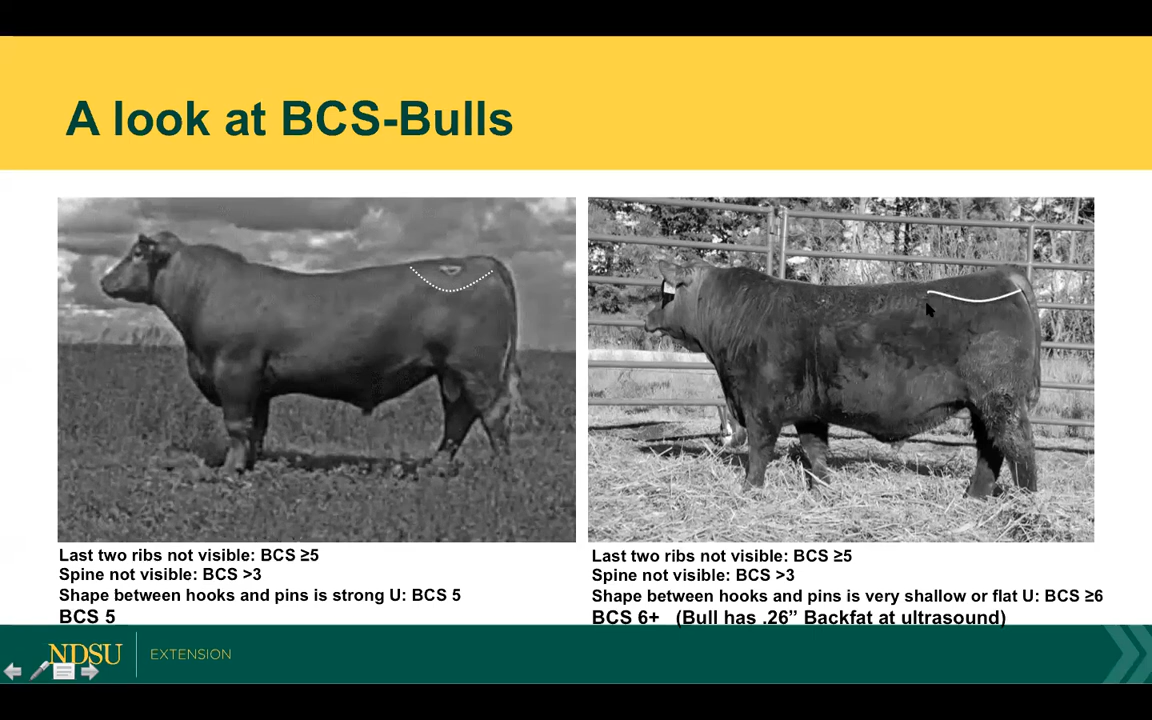 A look at BCS-Bulls
Last two ribs not visible: BCS ≥5
Spine not visible: BCS >3
Shape between hooks and pins is strong U: BCS 5
BCS 5
Last two ribs not visible: BCS ≥5
Spine not visible: BCS >3
Shape between hooks and pins is very shallow or flat U: BCS ≥6
BCS 6+ (Bull has .26” Backfat at ultrasound)
NDSU EXTENSION